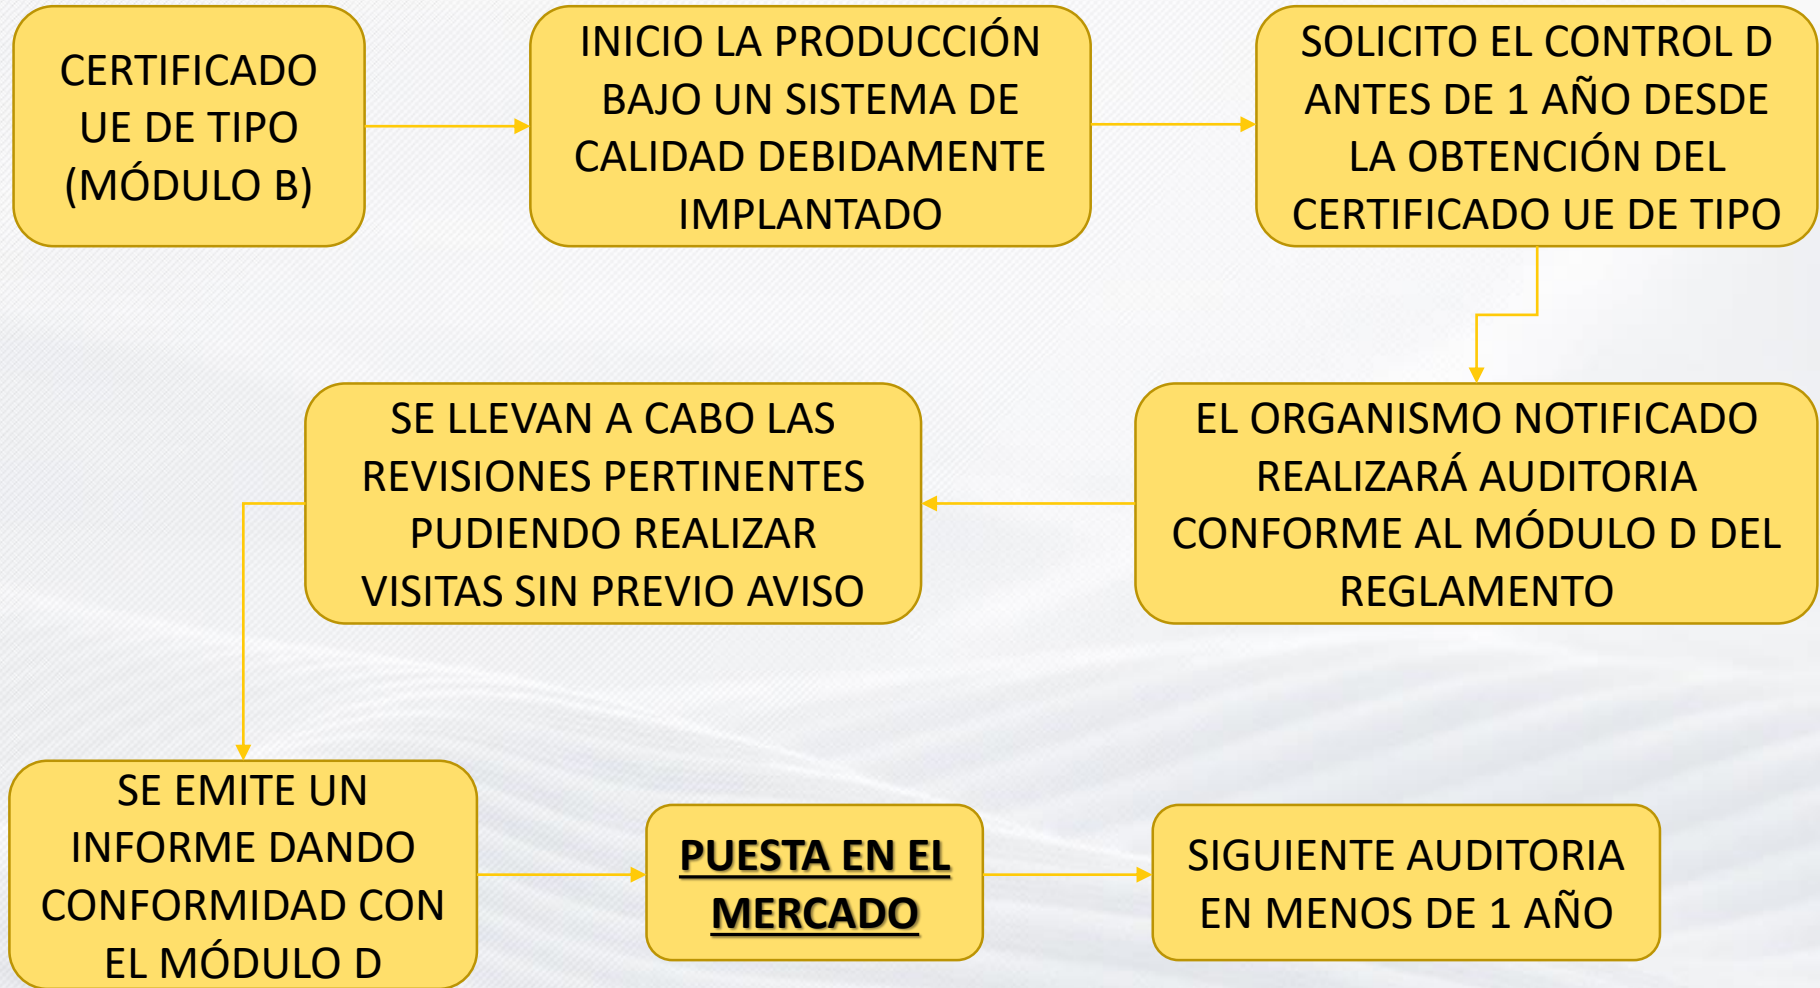 CERTIFICADO
UE DE TIPO
(MÓDULO B)
INICIO LA PRODUCCIÓN
BAJO UN SISTEMA DE
CALIDAD DEBIDAMENTE
IMPLANTADO
SOLICITO EL CONTROL D
ANTES DE 1 AÑO DESDE
LA OBTENCIÓN DEL
CERTIFICADO UE DE TIPO
EL ORGANISMO NOTIFICADO
REALIZARÁ AUDITORIA
CONFORME AL MÓDULO D DEL
REGLAMENTO
SE LLEVAN A CABO LAS
REVISIONES PERTINENTES
PUDIENDO REALIZAR
VISITAS SIN PREVIO AVISO
SE EMITE UN
INFORME DANDO
CONFORMIDAD CON
EL MÓDULO D
PUESTA EN EL
MERCADO
SIGUIENTE AUDITORIA
EN MENOS DE 1 AÑO